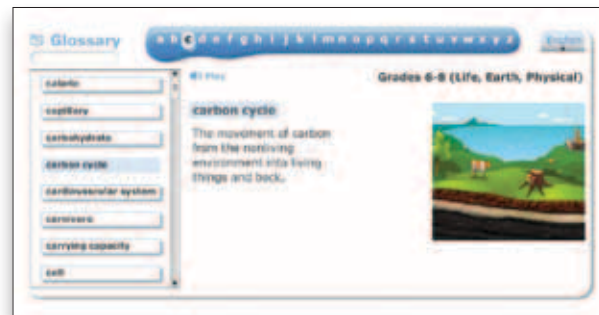 Glossary
a b c d e f g h i j k l m n o p q r s t u v w x y z
English
calorie
capillary
carbohydrate
carbon cycle
cardiovascular system
carnivore
carrying capacity
cell
Play
Grades 6-8 (Life, Earth, Physical)
carbon cycle
The movement of carbon
from the nonliving
environment into living
things and back.